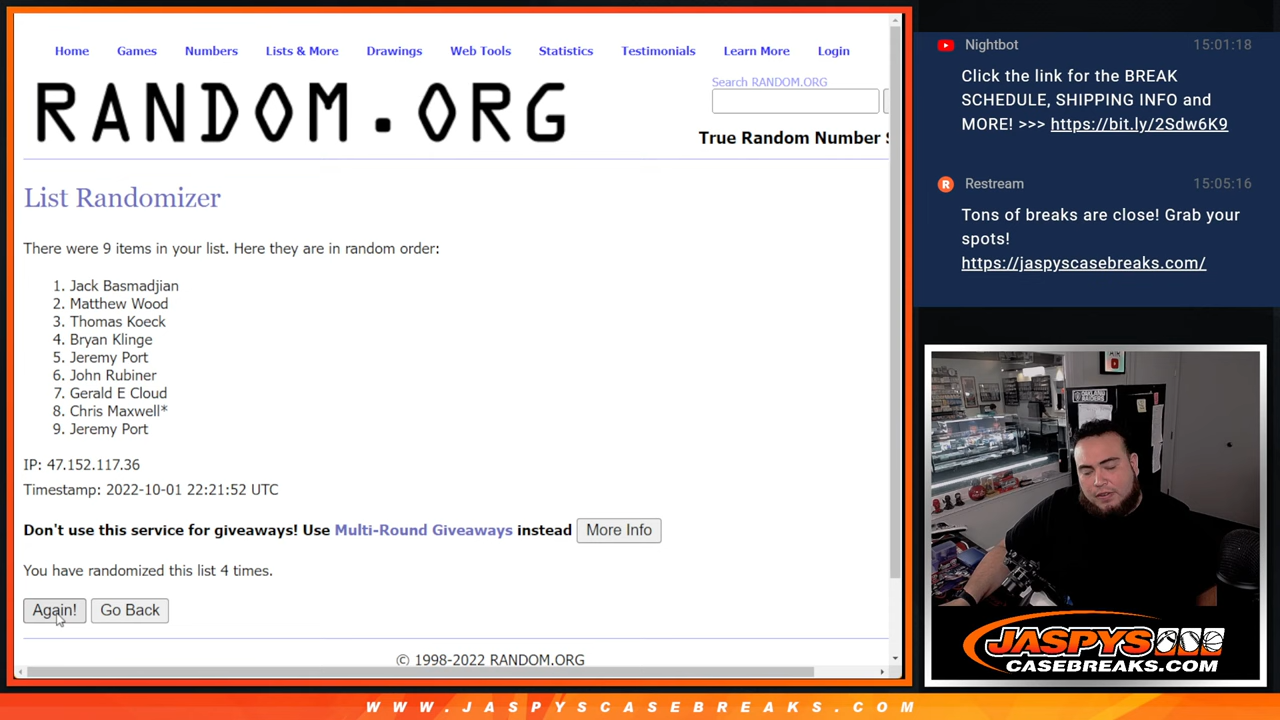 Home Games Numbers Lists & More Drawings Web Tools Statistics Testimonials Learn More Login
RANDOM.ORG
Search RANDOM.ORG
True Random Number S
List Randomizer
There were 9 items in your list. Here they are in random order:
1. Jack Basmadjian
2. Matthew Wood
3. Thomas Koeck
4. Bryan Klinge
5. Jeremy Port
6. John Rubiner
7. Gerald E Cloud
8. Chris Maxwell*
9. Jeremy Port
IP: 47.152.117.36
Timestamp: 2022-10-01 22:21:52 UTC
Don't use this service for giveaways! Use Multi-Round Giveaways instead More Info
You have randomized this list 4 times.
Again! Go Back
© 1998-2022 RANDOM.ORG
Nightbot 15:01:18
Click the link for the BREAK
SCHEDULE, SHIPPING INFO and
MORE! >>> https://bit.ly/2Sdw6K9
R Restream 15:05:16
Tons of breaks are close! Grab your
spots!
https://jaspyscasebreaks.com/
OAKLAND
RAIDERS
JASPYS
CASEBREAKS.COM
WWW.JASPYSCASEBREAKS.COM